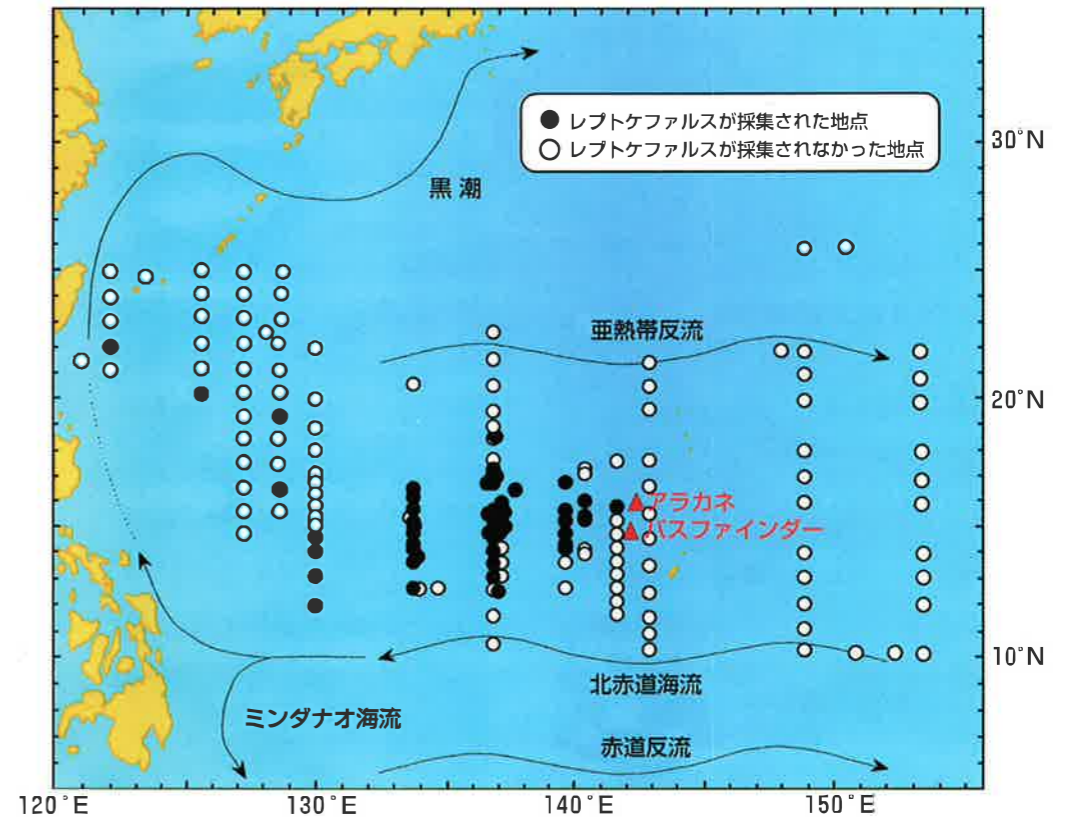 レプトケファルスが採集された地点
レプトケファルスが採集されなかった地点
30°N
黒 潮
亜熱帯反流
20°N
アラカネ
パスファインダー
10°N
北赤道海流
ミンダナオ海流
赤道反流
120°E
130°E
140°E
150°E